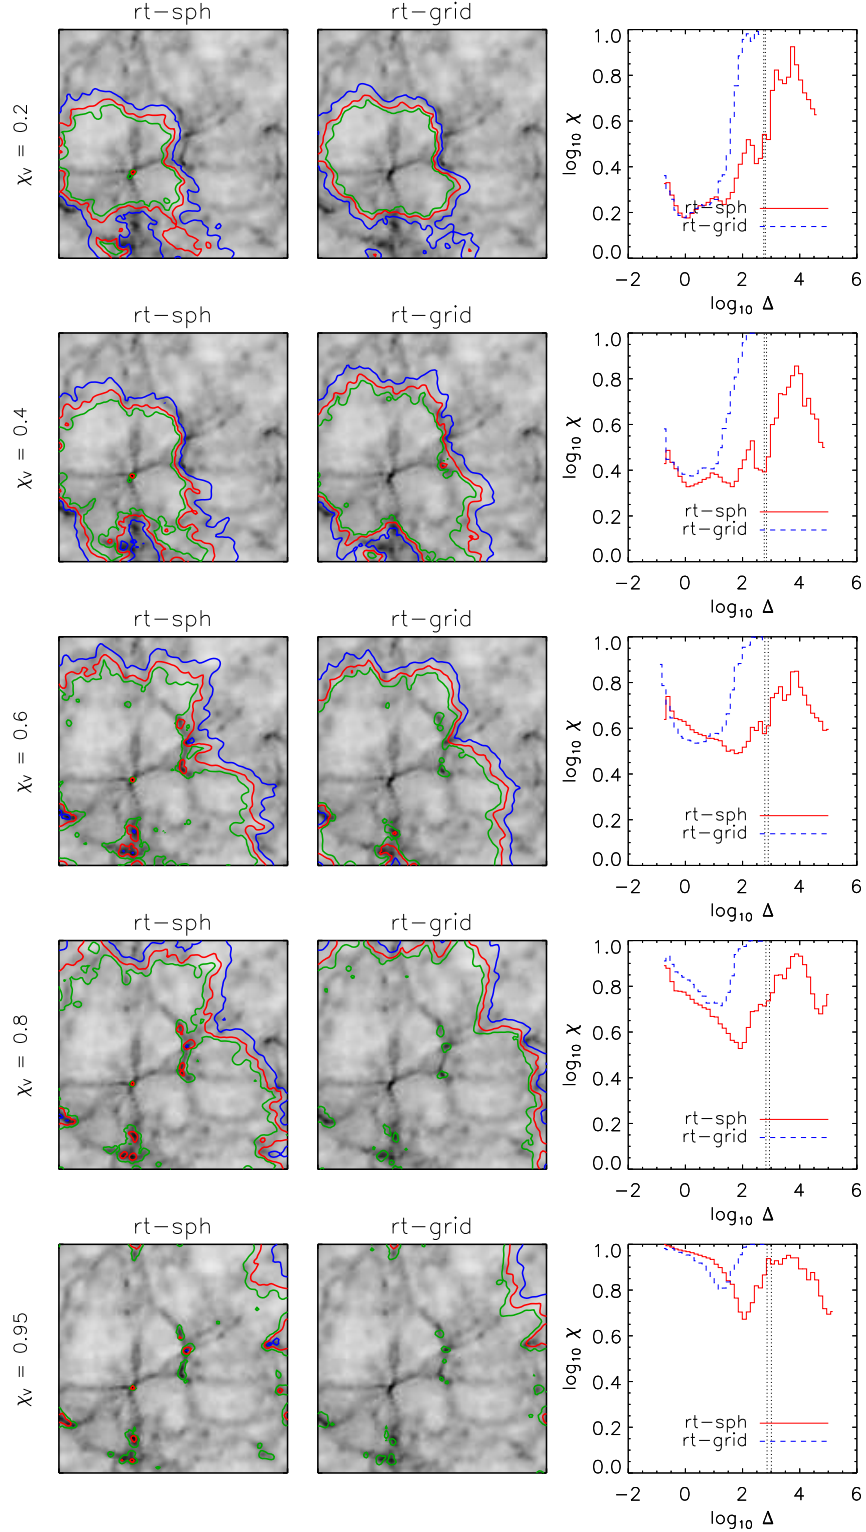 rt-sph
rt-grid
χv = 0.2
log10 χ
1.0
0.8
0.6
0.4
0.2
0.0
rt-sph
rt-grid
-2
0
2
4
6
log10 Δ
rt-sph
rt-grid
χv = 0.4
log10 χ
1.0
0.8
0.6
0.4
0.2
0.0
rt-sph
rt-grid
-2
0
2
4
6
log10 Δ
rt-sph
rt-grid
χv = 0.6
log10 χ
1.0
0.8
0.6
0.4
0.2
0.0
rt-sph
rt-grid
-2
0
2
4
6
log10 Δ
rt-sph
rt-grid
χv = 0.8
log10 χ
1.0
0.8
0.6
0.4
0.2
0.0
rt-sph
rt-grid
-2
0
2
4
6
log10 Δ
rt-sph
rt-grid
χv = 0.95
log10 χ
1.0
0.8
0.6
0.4
0.2
0.0
rt-sph
rt-grid
-2
0
2
4
6
log10 Δ